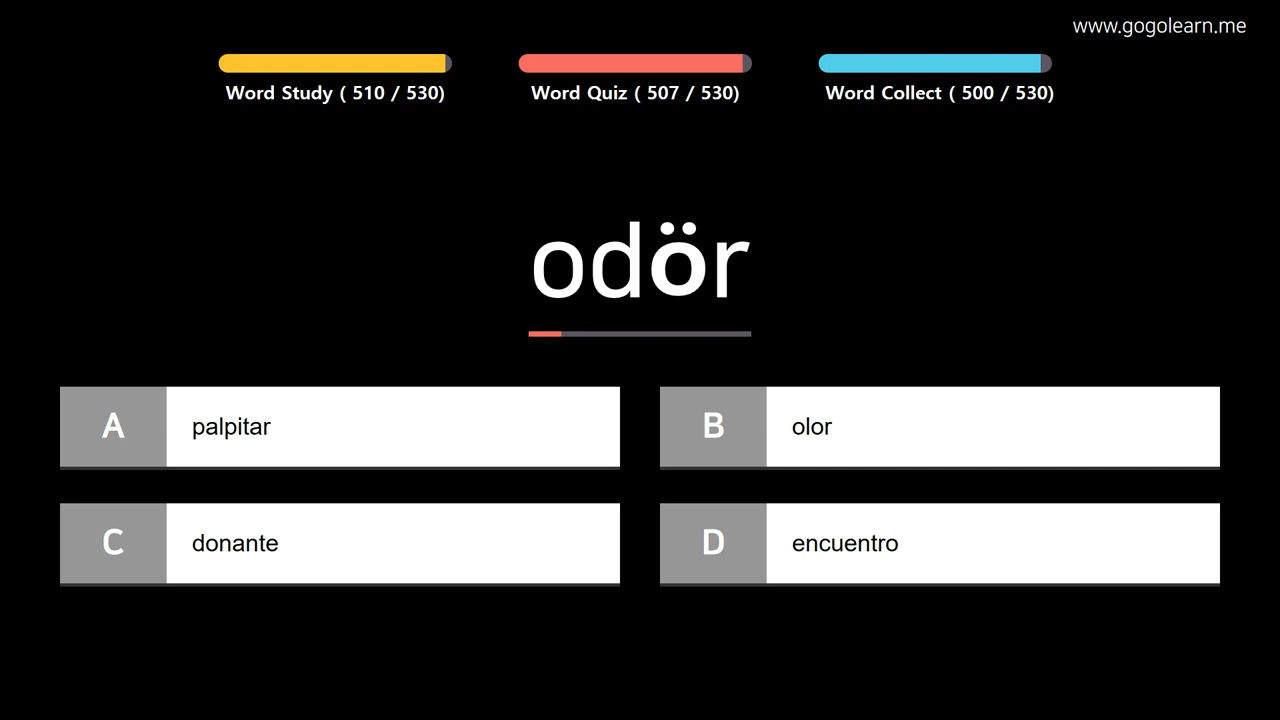 www.gogolearn.me
Word Study ( 510 / 530)
Word Quiz ( 507 / 530)
Word Collect ( 500 / 530)
odör
A palpitar
B olor
C donante
D encuentro